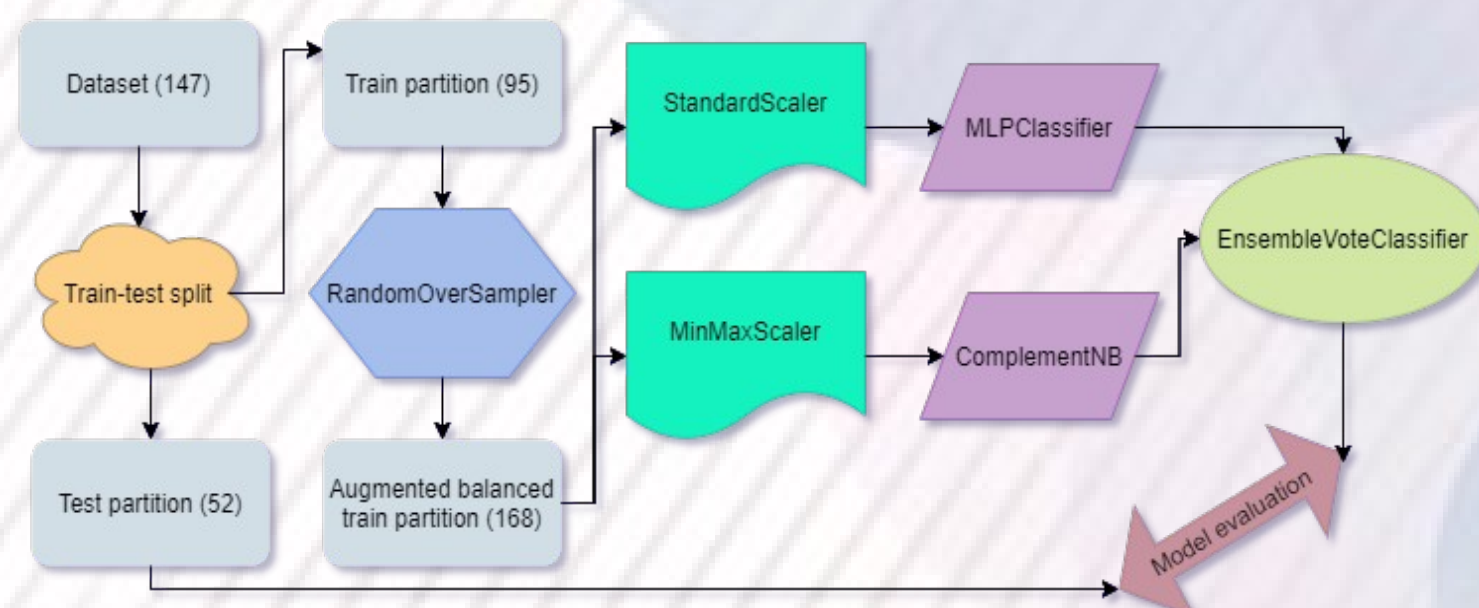 Dataset (147)
Train-test split
Test partition (52)
Train partition (95)
RandomOverSampler
Augmented balanced
train partition (168)
StandardScaler
MinMaxScaler
MLPClassifier
ComplementNB
EnsembleVoteClassifier
Model evaluation